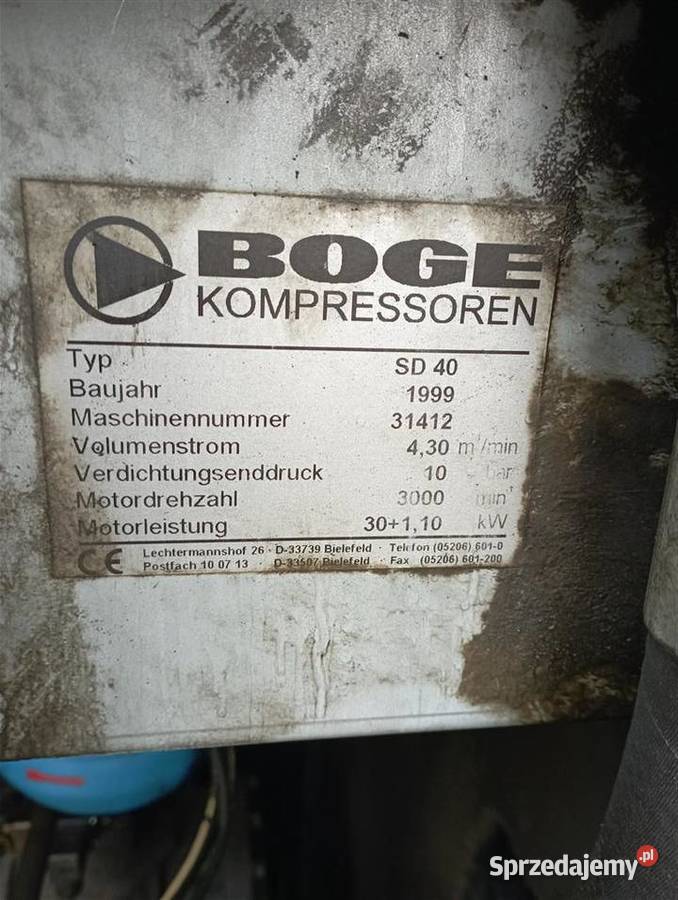 BOGE
KOMPRESSOREN
Typ SD 40
Baujahr 1999
Maschinennummer 31412
Volumenstrom 4,30 m³/min
Verdichtungsenddruck 10 bar
Motordrehzahl 3000 min⁻¹
Motorleistung 30+1,10 kW
CE Lechtermannshof 26 · D-33739 Bielefeld · Telefon (05206) 601-0
Postfach 10 07 13 · D-33507 Bielefeld · Fax (05206) 601-200
Sprzedajemy.pl